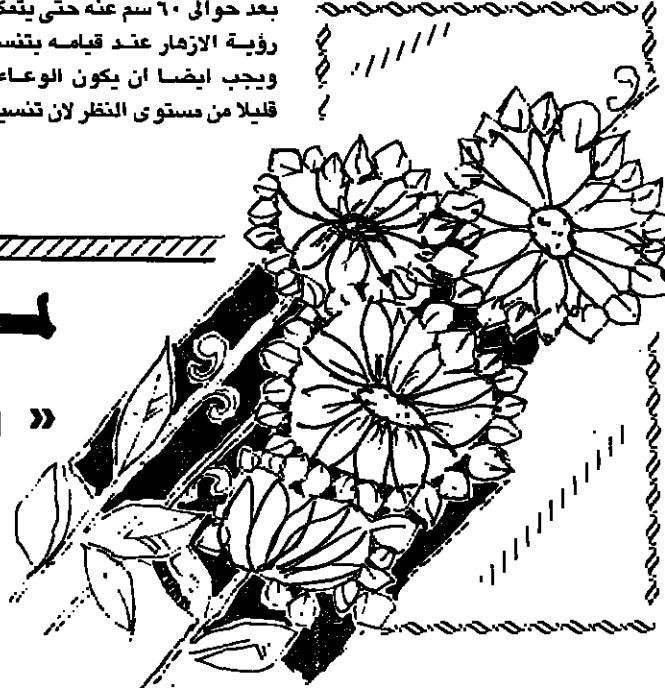 بعد حوالى ٦٠ سم عنه حتى يتمك
رؤية الازهار عند قيامه بتنس
ويجب ايضا ان يكون الوعاء
قليلا من مستوى النظر لان تنسي
»